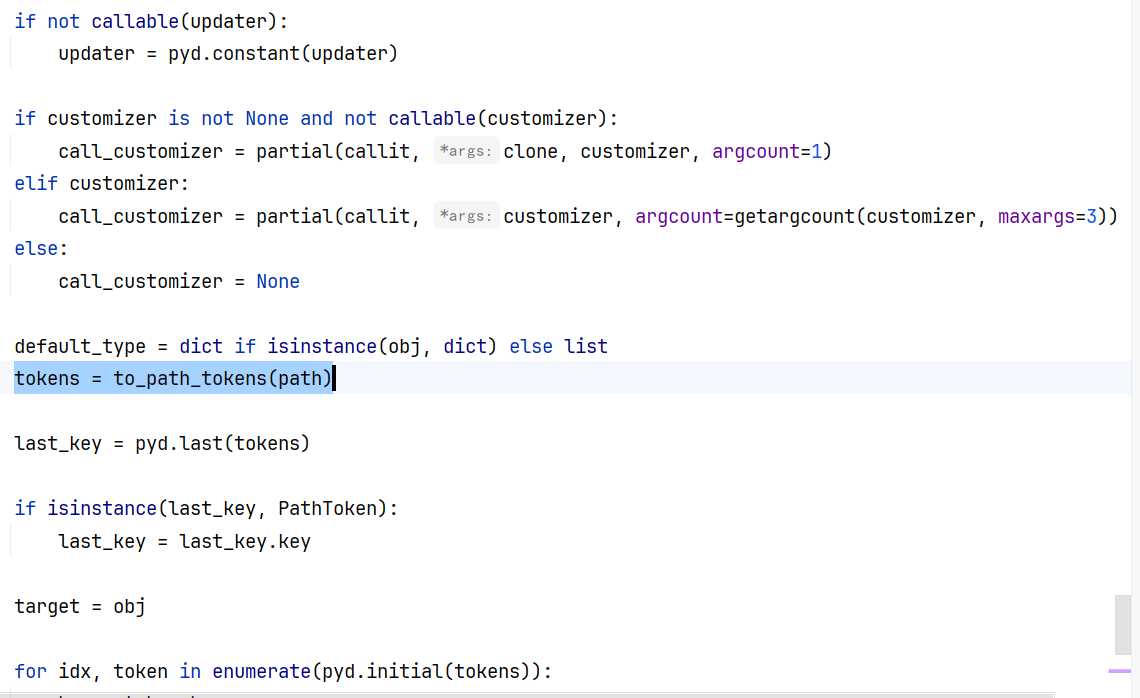 if not callable(updater):
    updater = pyd.constant(updater)
if customizer is not None and not callable(customizer):
    call_customizer = partial(callit, *args: clone, customizer, argcount=1)
elif customizer:
    call_customizer = partial(callit, *args: customizer, argcount=getargcount(customizer, maxargs=3))
else:
    call_customizer = None
default_type = dict if isinstance(obj, dict) else list
tokens = to_path_tokens(path)
last_key = pyd.last(tokens)
if isinstance(last_key, PathToken):
    last_key = last_key.key
target = obj
for idx, token in enumerate(pyd.initial(tokens)):